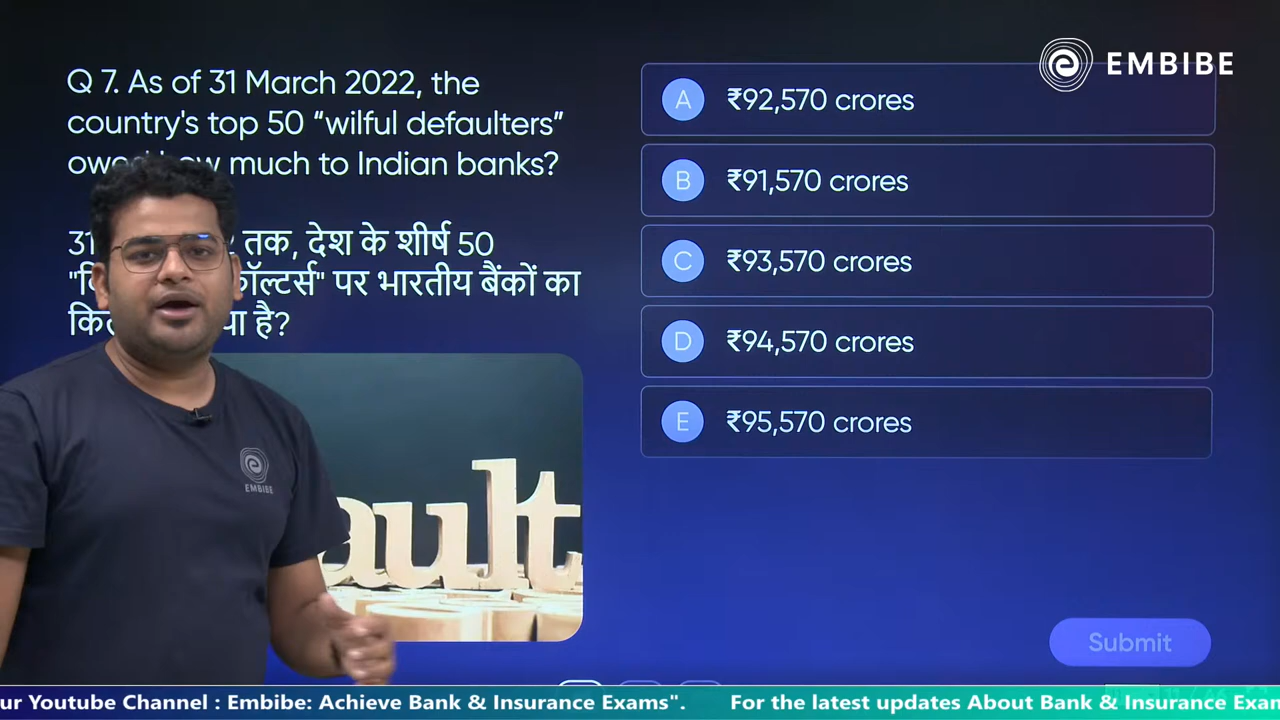 Q 7. As of 31 March 2022, the
country's top 50 “wilful defaulters”
much to Indian banks?
31 तक, देश के शीर्ष 50
पर भारतीय बैंकों का
है?
A ₹92,570 crores
B ₹91,570 crores
C ₹93,570 crores
D ₹94,570 crores
E ₹95,570 crores
EMBIBE
EMBIBE
ault
Submit
ur Youtube Channel : Embibe: Achieve Bank & Insurance Exams". For the latest updates About Bank & Insurance Exam